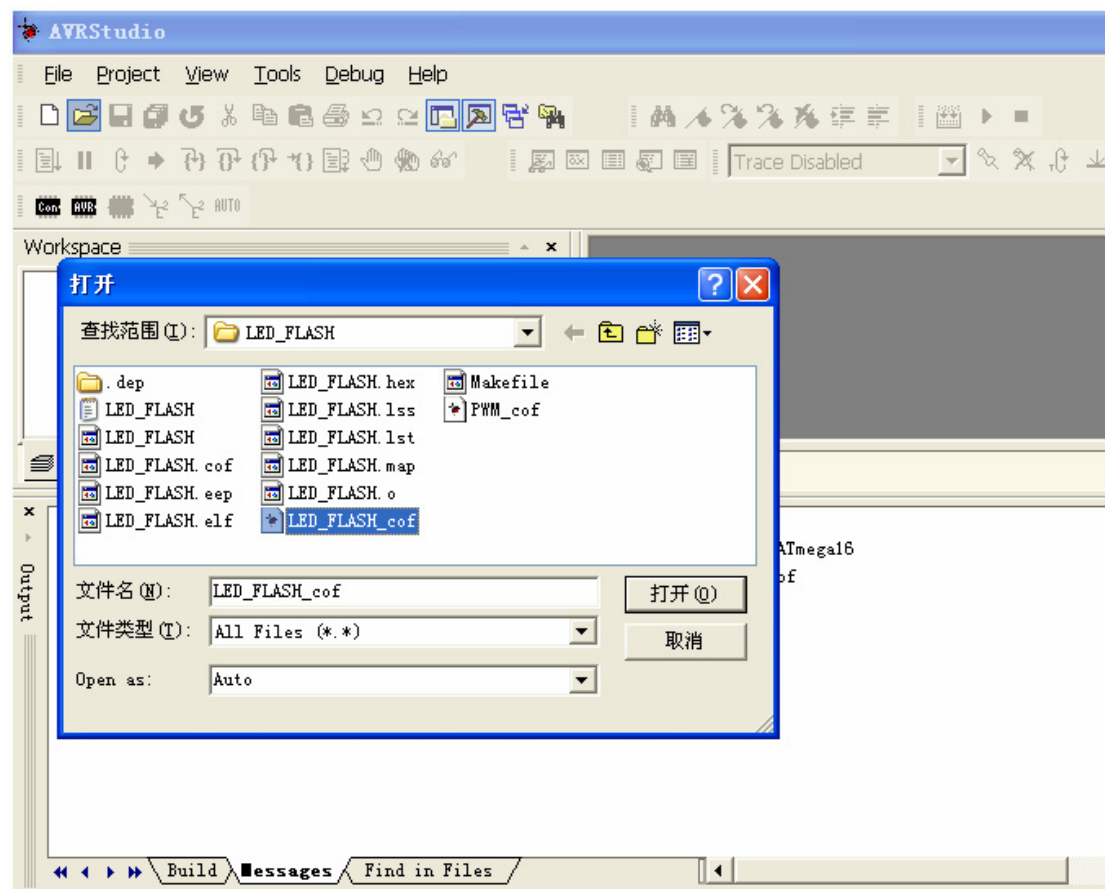 AVRStudio
File Project View Tools Debug Help
Trace Disabled
Con AVR AUTO
Workspace
打开
查找范围(I): LED_FLASH
.dep LED_FLASH.hex Makefile
LED_FLASH LED_FLASH.lss PWM_cof
LED_FLASH LED_FLASH.lst
LED_FLASH.cof LED_FLASH.map
LED_FLASH.eep LED_FLASH.o
LED_FLASH.elf LED_FLASH_cof
ATmega16
of
文件名(N): LED_FLASH_cof 打开(O)
文件类型(T): All Files (*.*) 取消
Open as: Auto
Output
Build Messages Find in Files